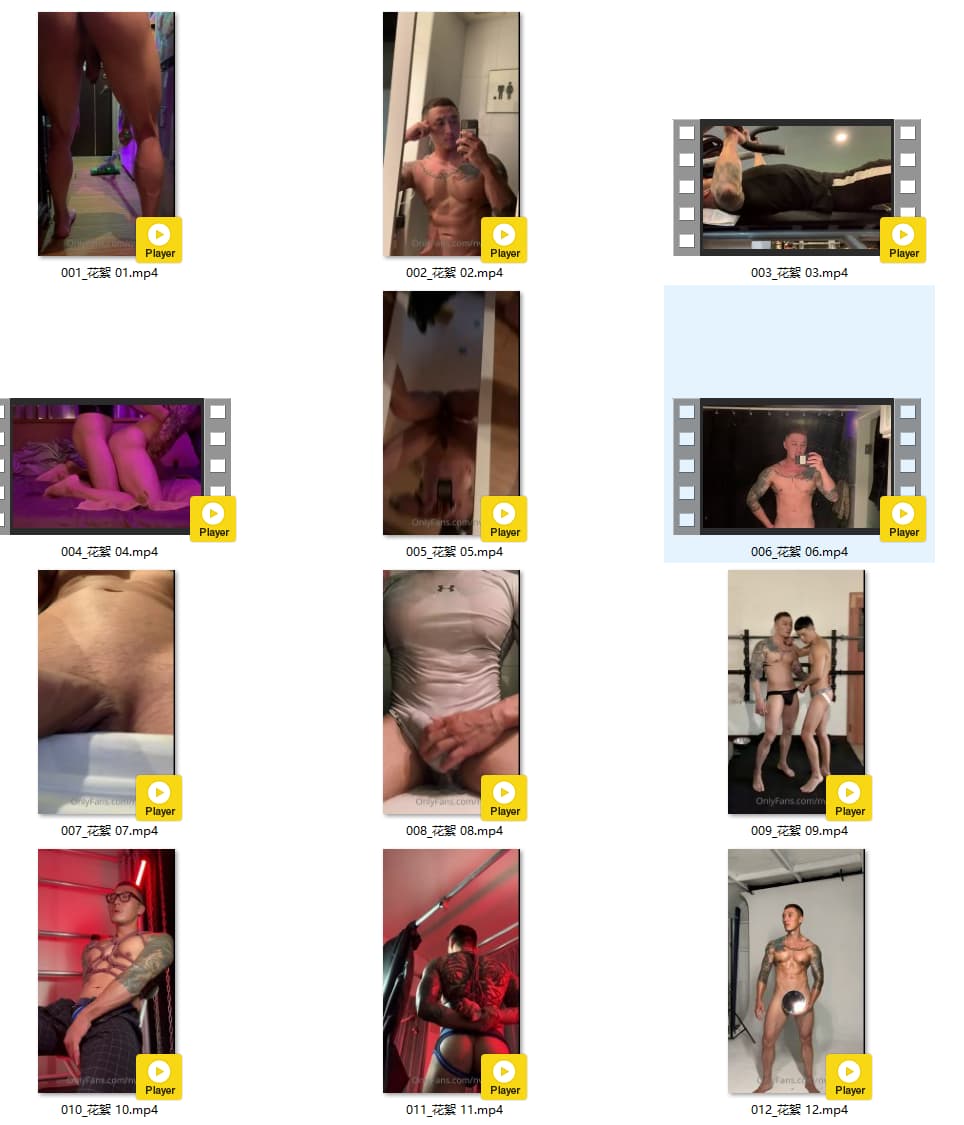 OnlyFans.com/
Player
001_花絮 01.mp4
OnlyFans.com/
Player
002_花絮 02.mp4
Player
003_花絮 03.mp4
Player
004_花絮 04.mp4
OnlyFans.com/
Player
005_花絮 05.mp4
Player
006_花絮 06.mp4
OnlyFans.com/
Player
007_花絮 07.mp4
OnlyFans.com/
Player
008_花絮 08.mp4
OnlyFans.com/
Player
009_花絮 09.mp4
OnlyFans.com/
Player
010_花絮 10.mp4
OnlyFans.com/
Player
011_花絮 11.mp4
OnlyFans.com/
Player
012_花絮 12.mp4